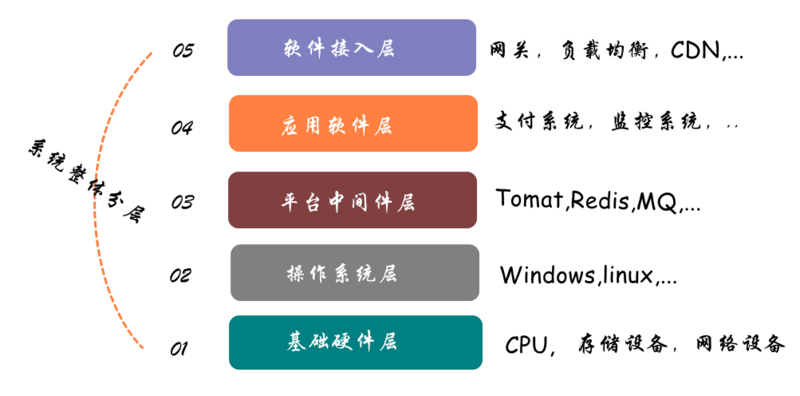 05 软件接入层 网关，负载均衡，CDN,...
04 应用软件层 支付系统，监控系统，..
系统整体分层
03 平台中间件层 Tomat,Redis,MQ,...
02 操作系统层 Windows,linux,...
01 基础硬件层 CPU，存储设备，网络设备